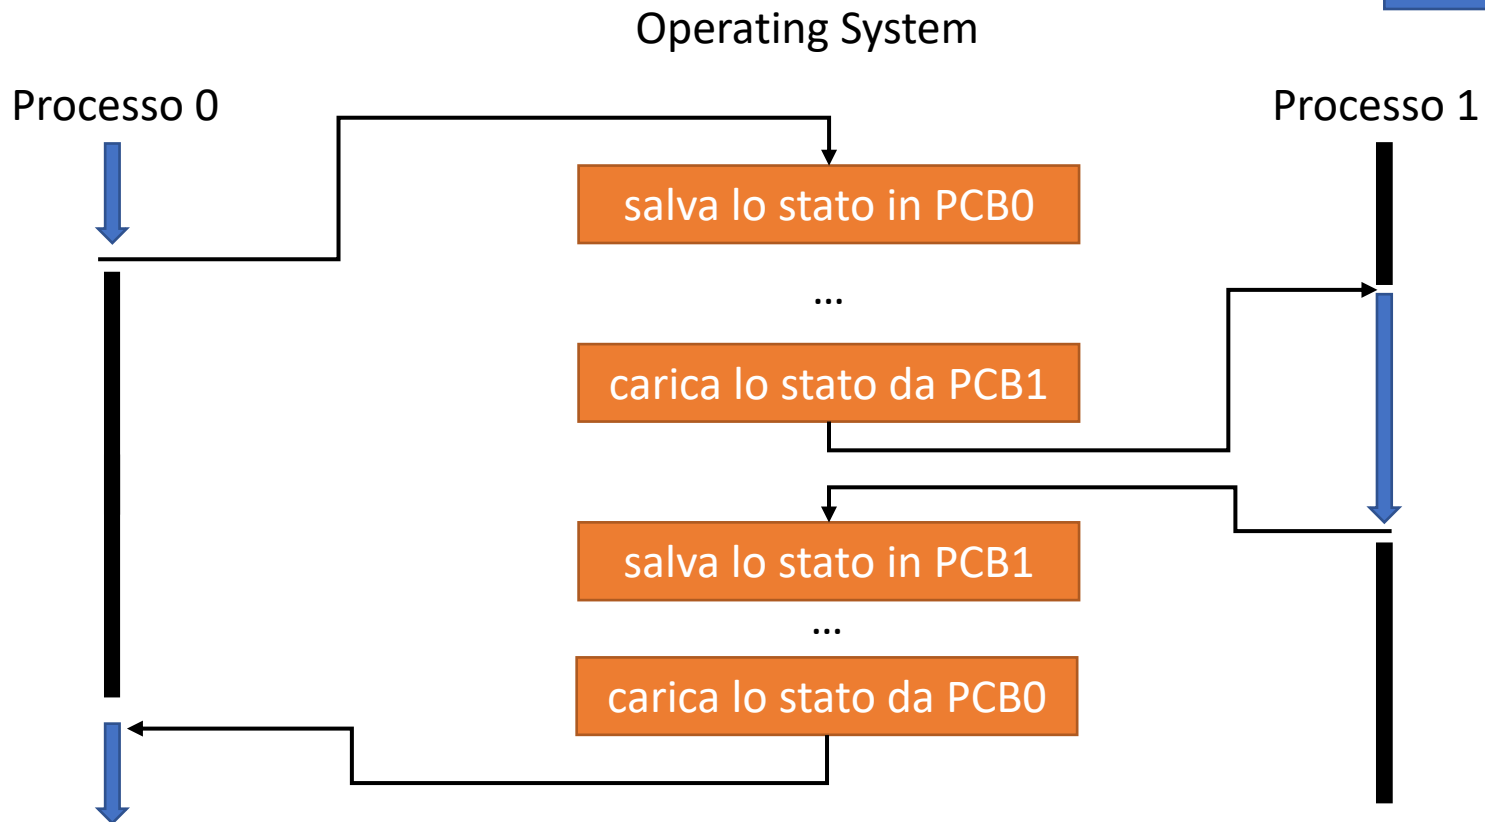 Operating System
Processo 0
Processo 1
salva lo stato in PCB0
...
carica lo stato da PCB1
salva lo stato in PCB1
...
carica lo stato da PCB0